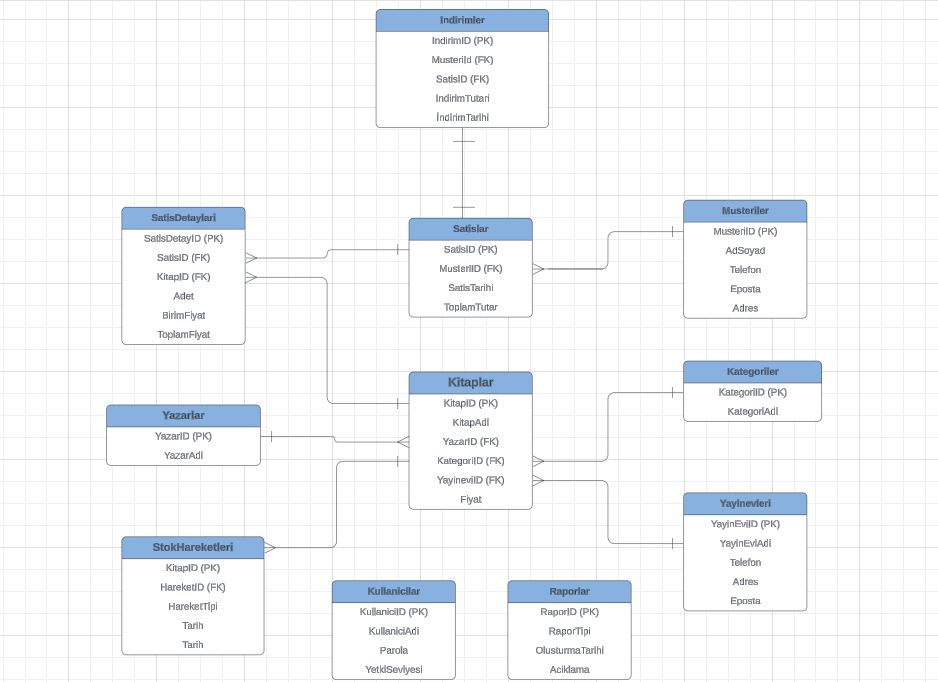 Indirimler
IndirimID (PK)
MusteriId (FK)
SatisID (FK)
IndirimTutari
İndirimTarihi
SatisDetaylari
SatisDetayID (PK)
SatisID (FK)
KitapID (FK)
Adet
BirimFiyat
ToplamFiyat
Satislar
SatisID (PK)
MusteriID (FK)
SatisTarihi
ToplamTutar
Musteriler
MusteriID (PK)
AdSoyad
Telefon
Eposta
Adres
Kitaplar
KitapID (PK)
KitapAdi
YazarID (FK)
KategoriID (FK)
YayineviID (FK)
Fiyat
Kategoriler
KategoriID (PK)
KategoriAdi
Yazarlar
YazarID (PK)
YazarAdi
Yayinevleri
YayinEviID (PK)
YayinEviAdi
Telefon
Adres
Eposta
StokHareketleri
KitapID (PK)
HareketID (FK)
HareketTipi
Tarih
Tarih
Kullanicilar
KullaniciID (PK)
KullaniciAdi
Parola
YetkiSeviyesi
Raporlar
RaporID (PK)
RaporTipi
OlusturmaTarihi
Aciklama